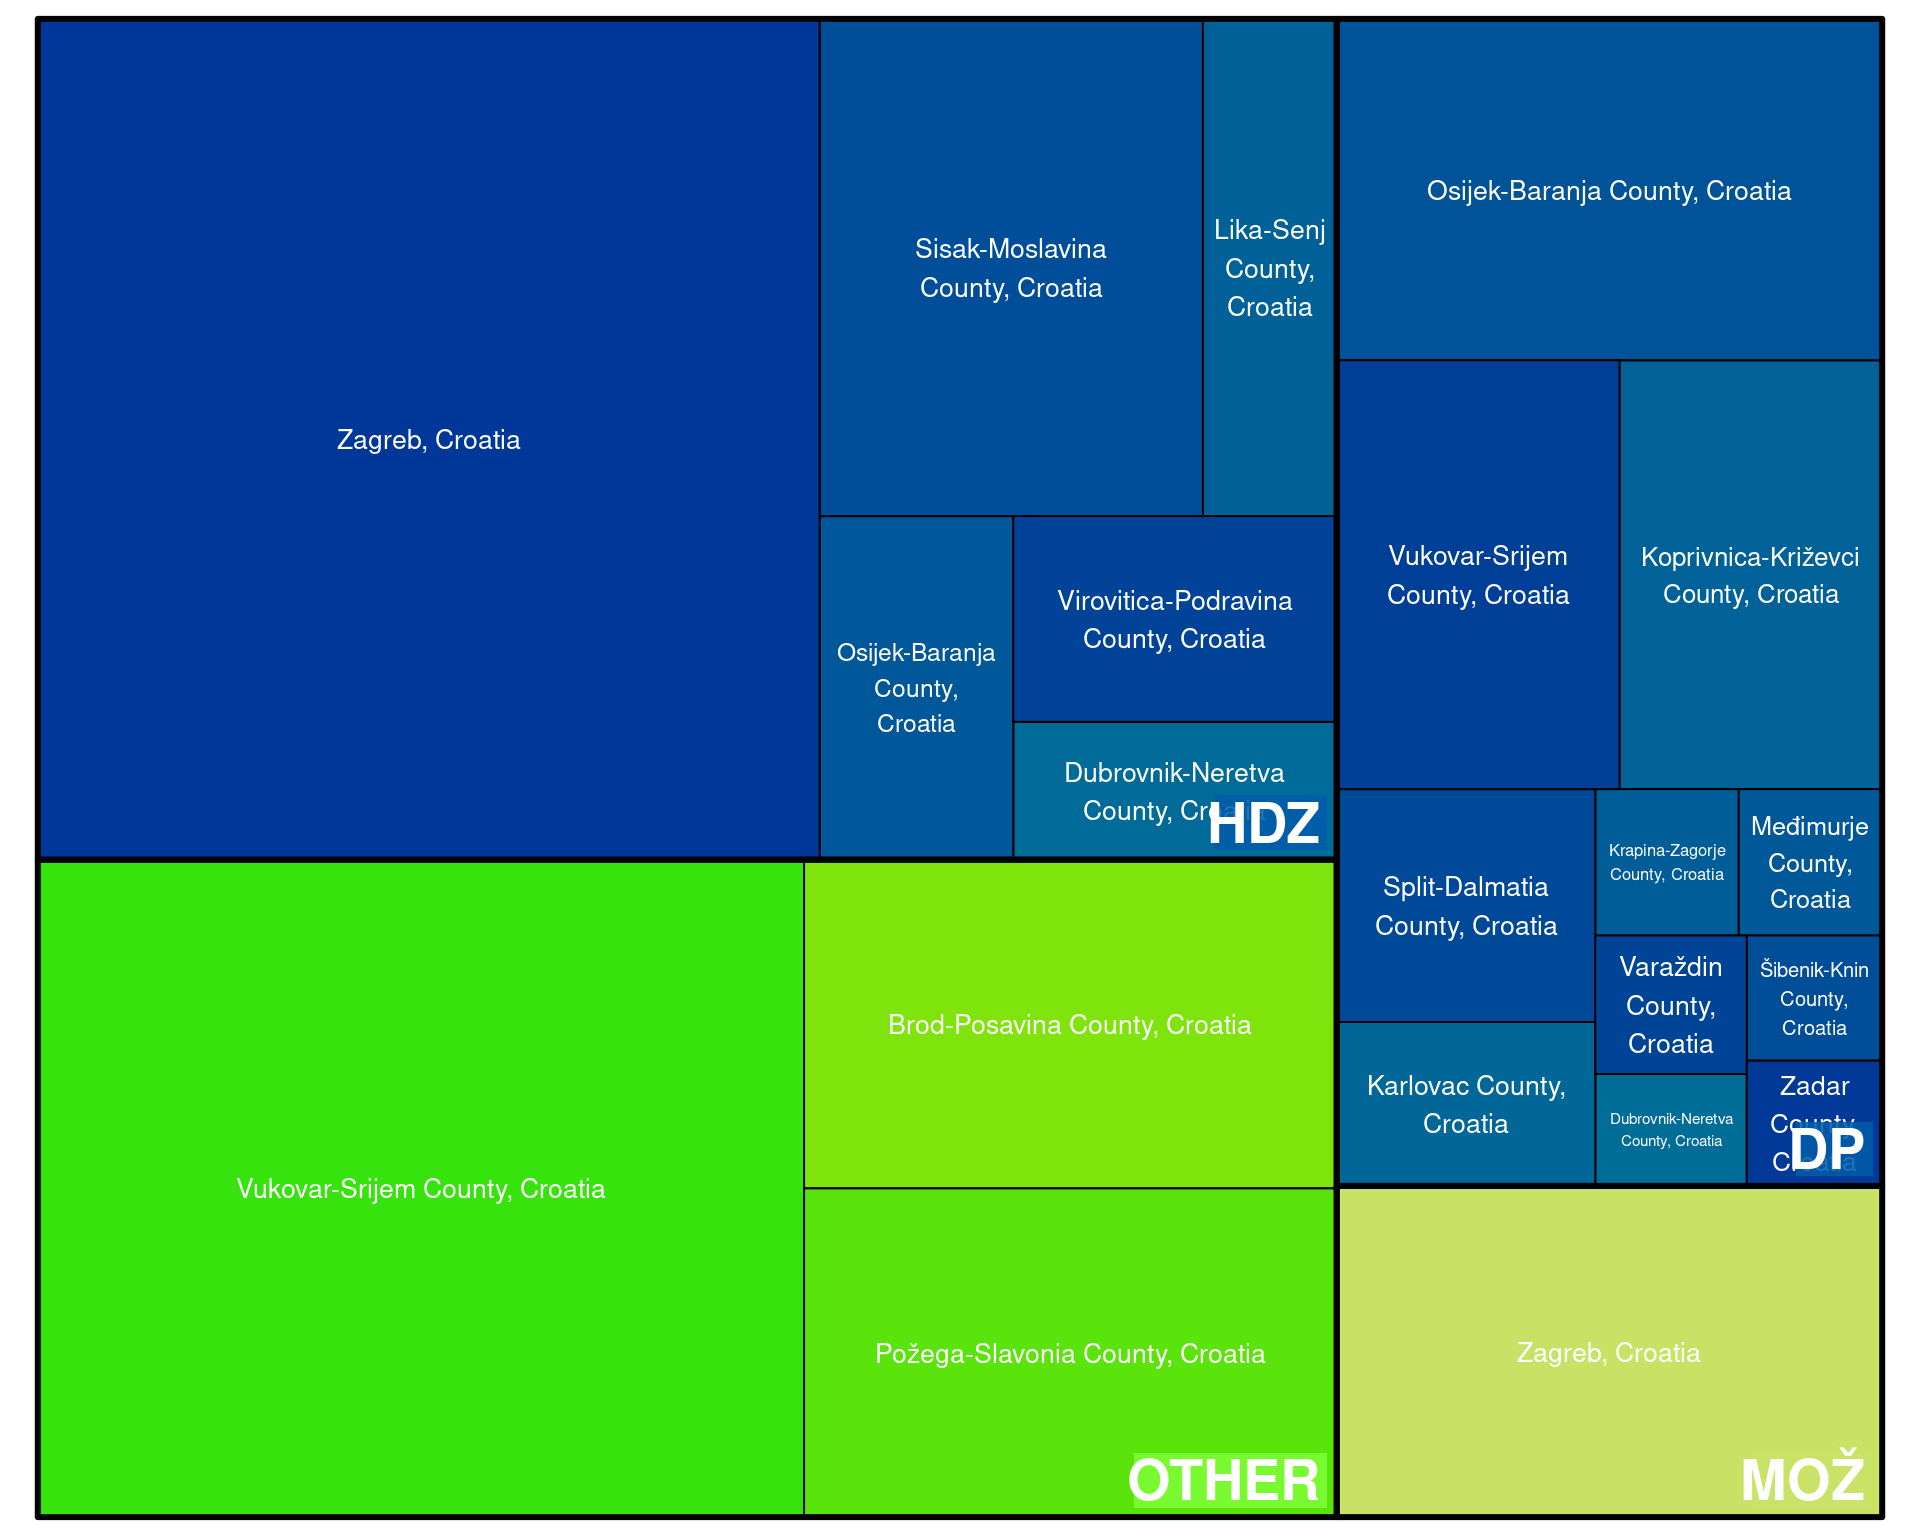 Zagreb, Croatia
Sisak-Moslavina
County, Croatia
Lika-Senj
County,
Croatia
Osijek-Baranja
County,
Croatia
Virovitica-Podravina
County, Croatia
Dubrovnik-Neretva
County, Croatia
HDZ
Osijek-Baranja County, Croatia
Vukovar-Srijem
County, Croatia
Koprivnica-Križevci
County, Croatia
Split-Dalmatia
County, Croatia
Krapina-Zagorje
County, Croatia
Međimurje
County,
Croatia
Varaždin
County,
Croatia
Šibenik-Knin
County,
Croatia
Karlovac County,
Croatia
Dubrovnik-Neretva
County, Croatia
Zadar
County,
Croatia
DP
Vukovar-Srijem County, Croatia
Brod-Posavina County, Croatia
Požega-Slavonia County, Croatia
OTHER
Zagreb, Croatia
MOŽ